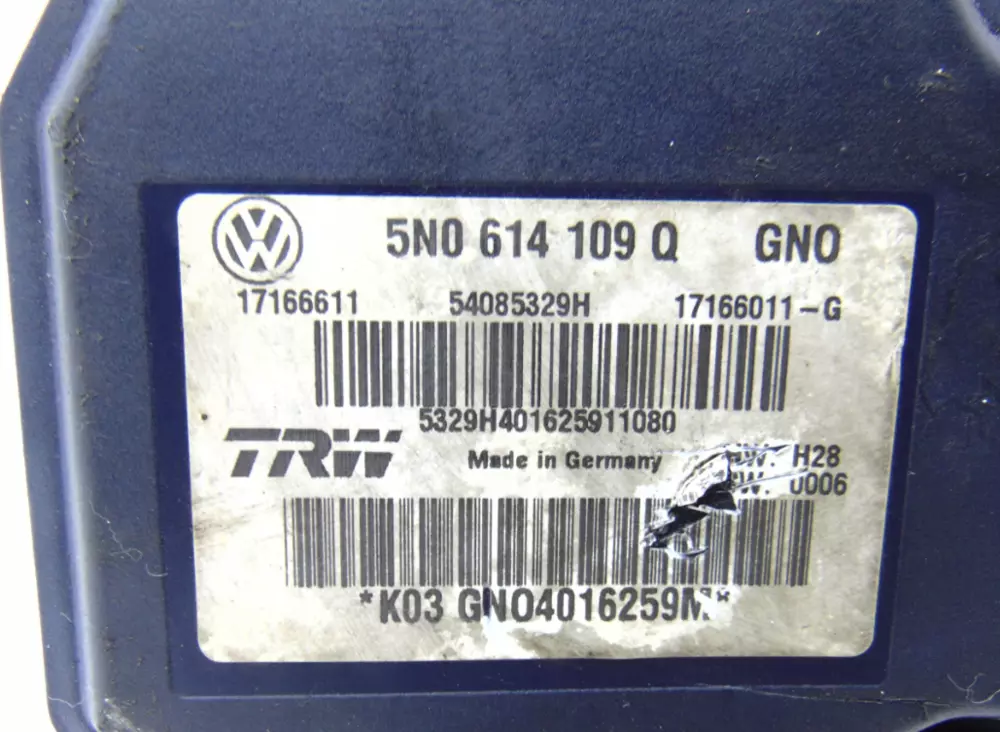 5N0 614 109 Q GNO
17166611 54085329H 17166011-G
5329H401625911080
TRW Made in Germany
W. H28
W. 0006
*K03 GNO4016259M*